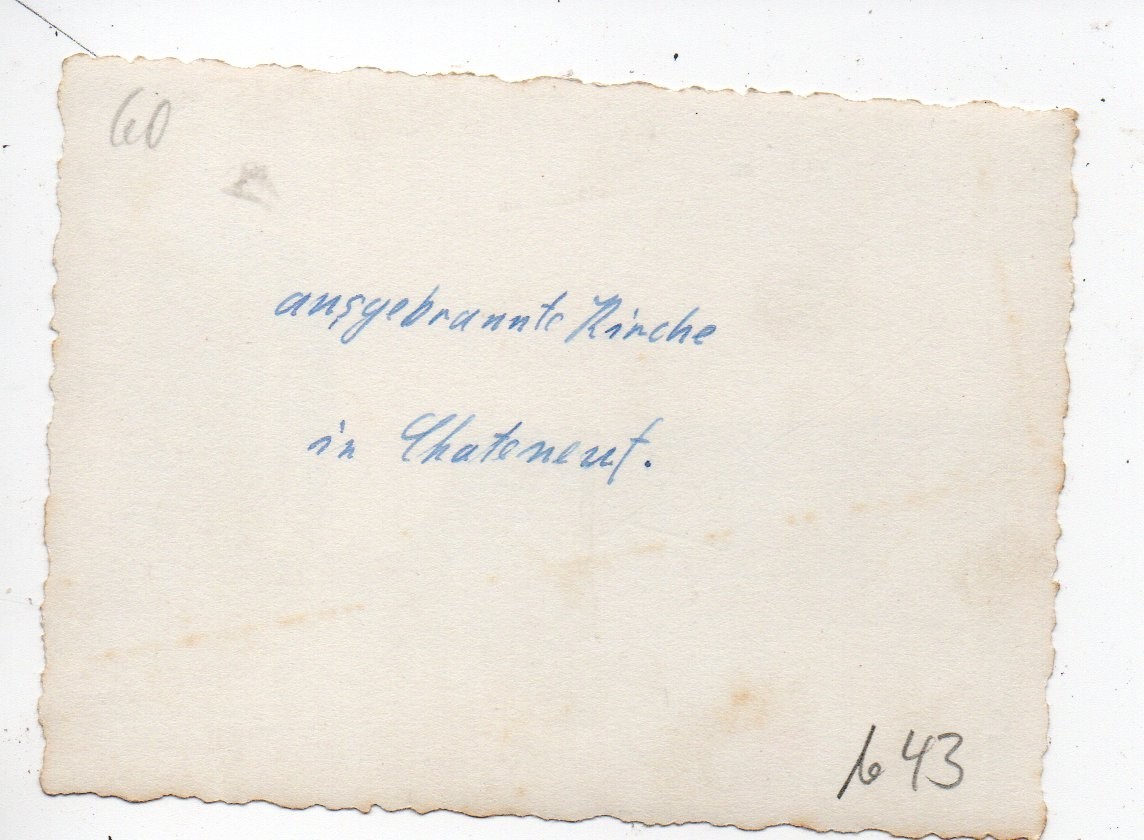 60
ausgebrannte Kirche
in Chateneuf.
643